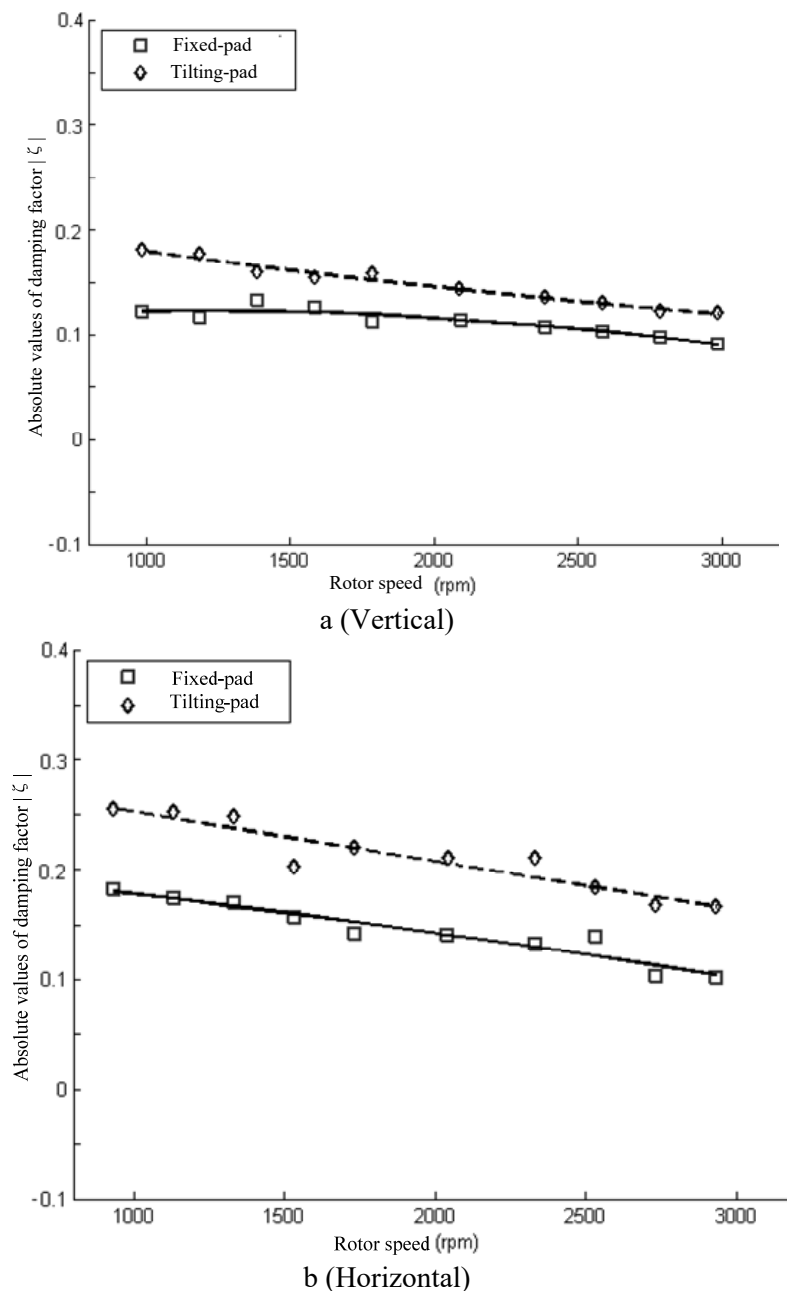 0.4
Fixed-pad
Tilting-pad
0.3
0.2
0.1
0
-0.1
Absolute values of damping factor | ζ |
1000 1500 2000 2500 3000
Rotor speed (rpm)
a (Vertical)
0.4
Fixed-pad
Tilting-pad
0.3
0.2
0.1
0
-0.1
Absolute values of damping factor | ζ |
1000 1500 2000 2500 3000
Rotor speed (rpm)
b (Horizontal)